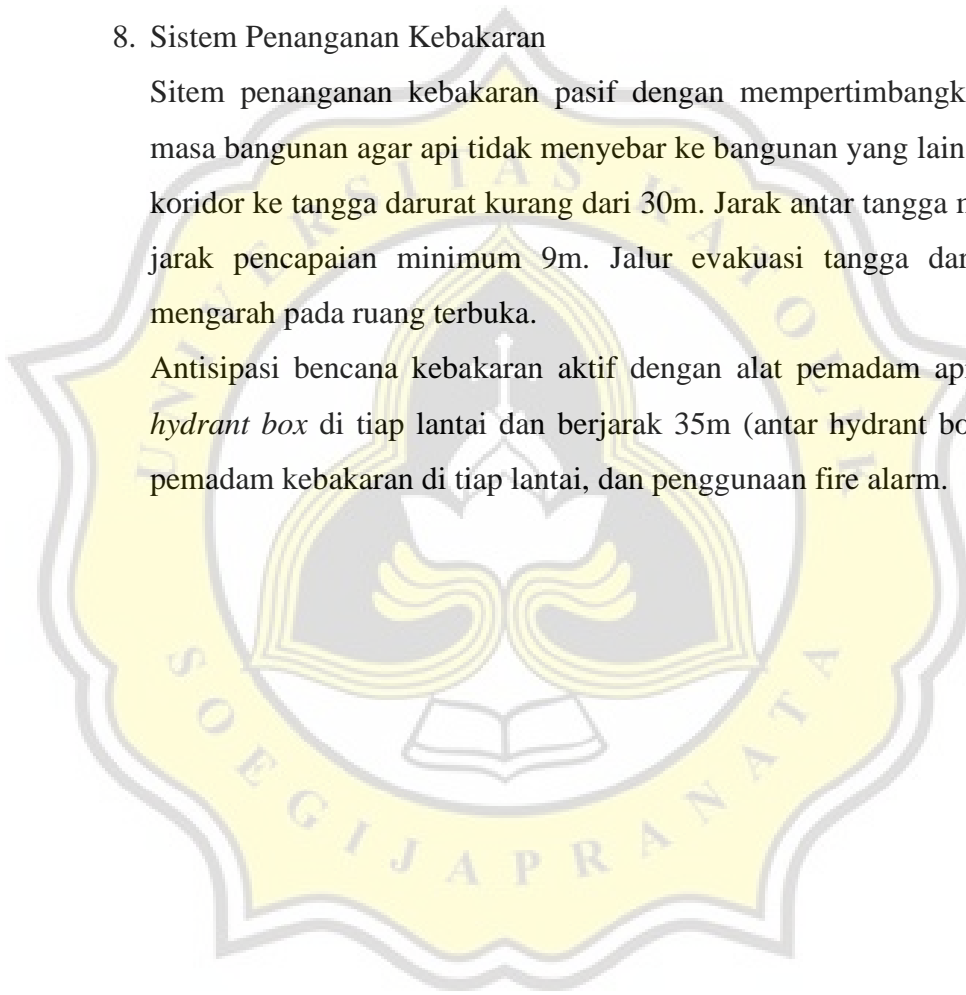 8. Sistem Penanganan Kebakaran
Sitem penanganan kebakaran pasif dengan mempertimbangk
masa bangunan agar api tidak menyebar ke bangunan yang lain
koridor ke tangga darurat kurang dari 30m. Jarak antar tangga
jarak pencapaian minimum 9m. Jalur evakuasi tangga dar
mengarah pada ruang terbuka.
Antisipasi bencana kebakaran aktif dengan alat pemadam api
hydrant box di tiap lantai dan berjarak 35m (antar hydrant bo
pemadam kebakaran di tiap lantai, dan penggunaan fire alarm.
UNIVERSITAS KATOLIK
SOEGIJAPRANATA